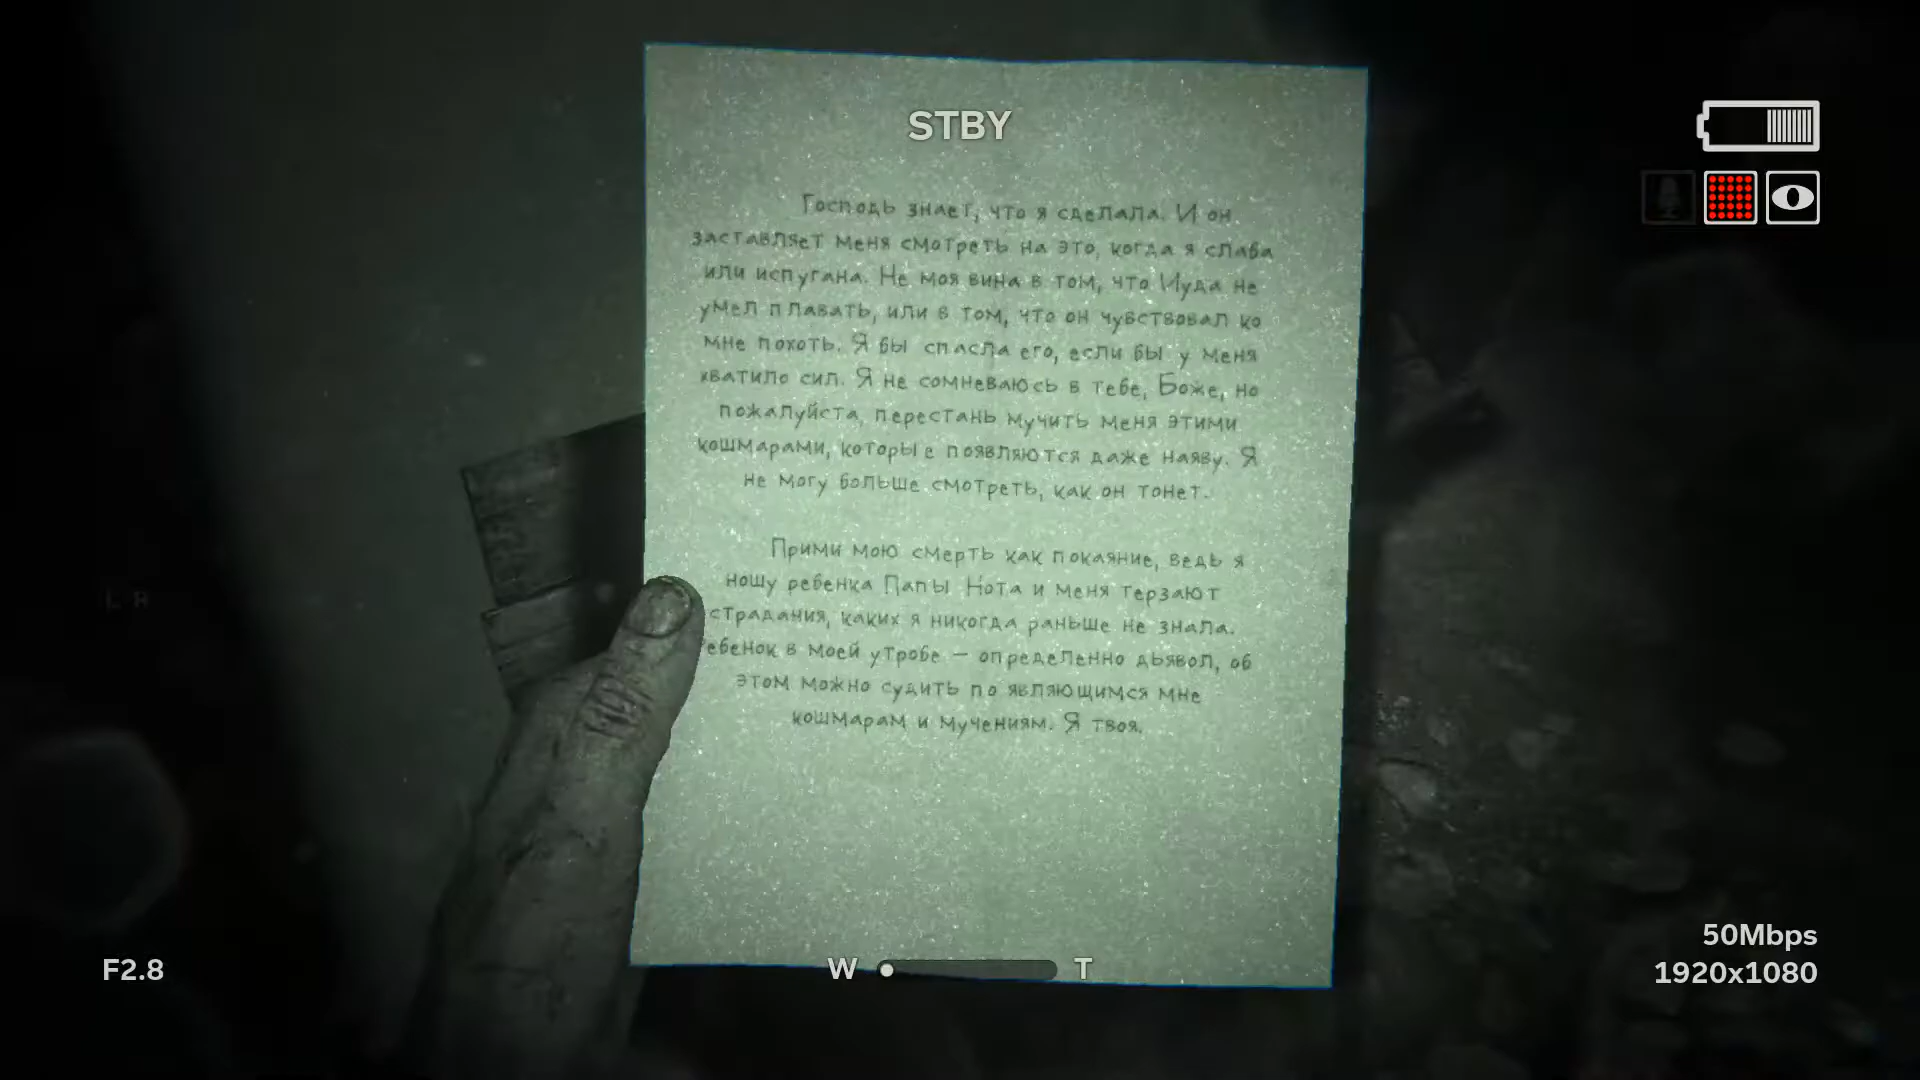 STBY
Господь знает, что я сделала. И он
заставляет меня смотреть на это, когда я слаба
или испугана. Не моя вина в том, что Иуда не
умел плавать, или в том, что он чувствовал ко
мне похоть. Я бы спасла его, если бы у меня
хватило сил. Я не сомневаюсь в тебе, Боже, но
пожалуйста, перестань мучить меня этими
кошмарами, которые появляются даже наяву. Я
не могу больше смотреть, как он тонет.
Прими мою смерть как покаяние, ведь я
ношу ребенка Папы Нота и меня терзают
страдания, каких я никогда раньше не знала.
ебенок в моей утробе — определенно дьявол, об
этом можно судить по являющимся мне
кошмарам и мучениям. Я твоя.
L R
F2.8
W T
50Mbps
1920x1080